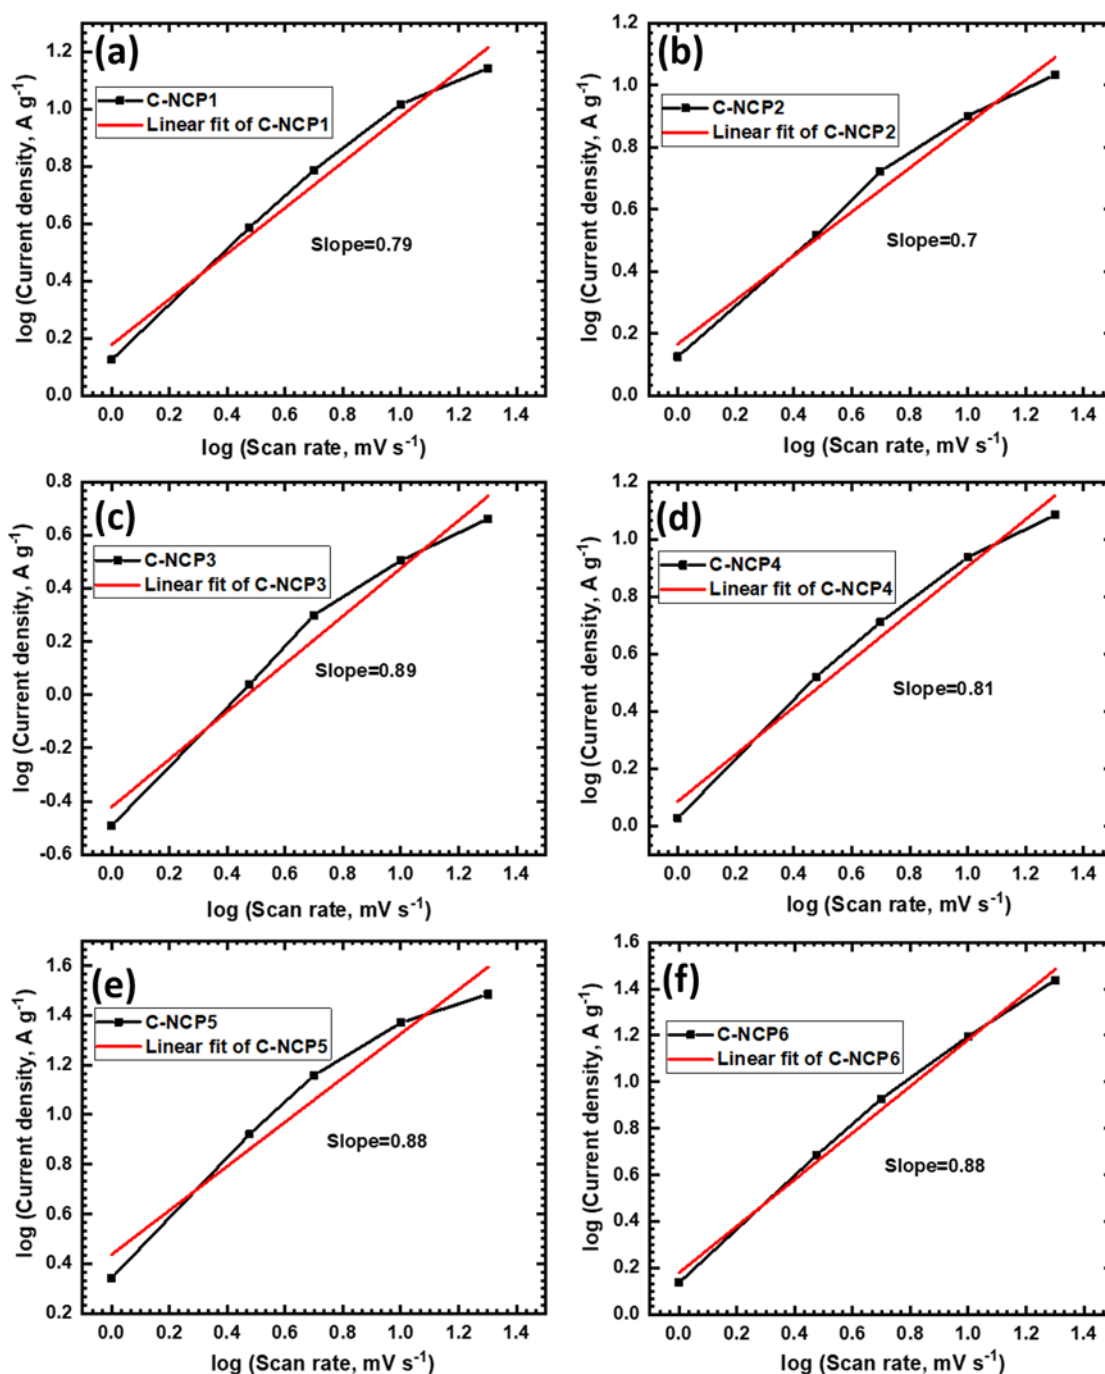 (a)
C-NCP1
Linear fit of C-NCP1
Slope=0.79
log (Current density, A g⁻¹)
1.2
1.0
0.8
0.6
0.4
0.2
0.0
0.0 0.2 0.4 0.6 0.8 1.0 1.2 1.4
log (Scan rate, mV s⁻¹)
(b)
C-NCP2
Linear fit of C-NCP2
Slope=0.7
log (Current density, A g⁻¹)
1.2
1.0
0.8
0.6
0.4
0.2
0.0
0.0 0.2 0.4 0.6 0.8 1.0 1.2 1.4
log (Scan rate, mV s⁻¹)
(c)
C-NCP3
Linear fit of C-NCP3
Slope=0.89
log (Current density, A g⁻¹)
0.8
0.6
0.4
0.2
0.0
-0.2
-0.4
-0.6
0.0 0.2 0.4 0.6 0.8 1.0 1.2 1.4
log (Scan rate, mV s⁻¹)
(d)
C-NCP4
Linear fit of C-NCP4
Slope=0.81
log (Current density, A g⁻¹)
1.2
1.0
0.8
0.6
0.4
0.2
0.0
0.0 0.2 0.4 0.6 0.8 1.0 1.2 1.4
log (Scan rate, mV s⁻¹)
(e)
C-NCP5
Linear fit of C-NCP5
Slope=0.88
log (Current density, A g⁻¹)
1.6
1.4
1.2
1.0
0.8
0.6
0.4
0.2
0.0 0.2 0.4 0.6 0.8 1.0 1.2 1.4
log (Scan rate, mV s⁻¹)
(f)
C-NCP6
Linear fit of C-NCP6
Slope=0.88
log (Current density, A g⁻¹)
1.6
1.4
1.2
1.0
0.8
0.6
0.4
0.2
0.0
0.0 0.2 0.4 0.6 0.8 1.0 1.2 1.4
log (Scan rate, mV s⁻¹)